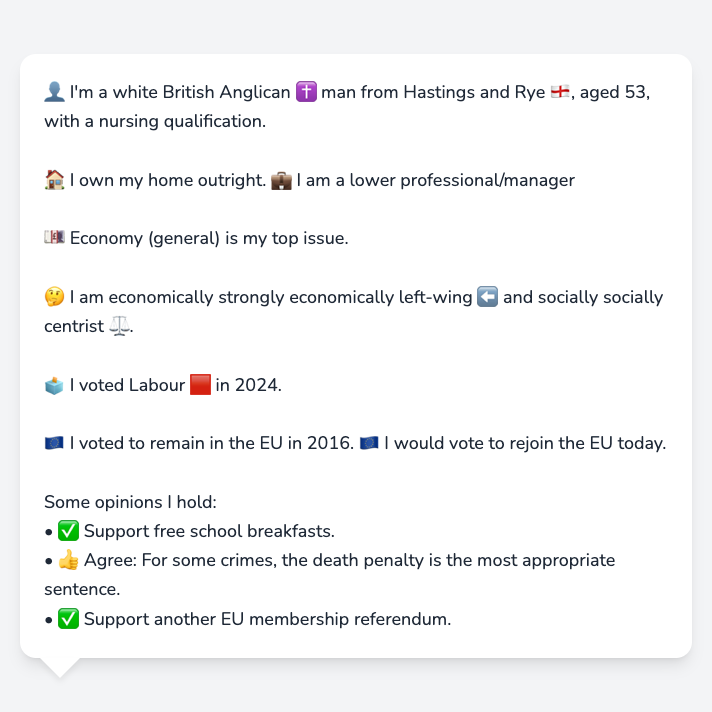 👤 I'm a white British Anglican ✝️ man from Hastings and Rye 🏴󠁧󠁢󠁥󠁮󠁧󠁿, aged 53,
with a nursing qualification.
🏠 I own my home outright. 💼 I am a lower professional/manager
💷 Economy (general) is my top issue.
🤔 I am economically strongly economically left-wing ⬅️ and socially socially
centrist ⚖️.
🗳️ I voted Labour 🟥 in 2024.
🇪🇺 I voted to remain in the EU in 2016. 🇪🇺 I would vote to rejoin the EU today.
Some opinions I hold:
• ✅ Support free school breakfasts.
• 👍 Agree: For some crimes, the death penalty is the most appropriate
sentence.
• ✅ Support another EU membership referendum.